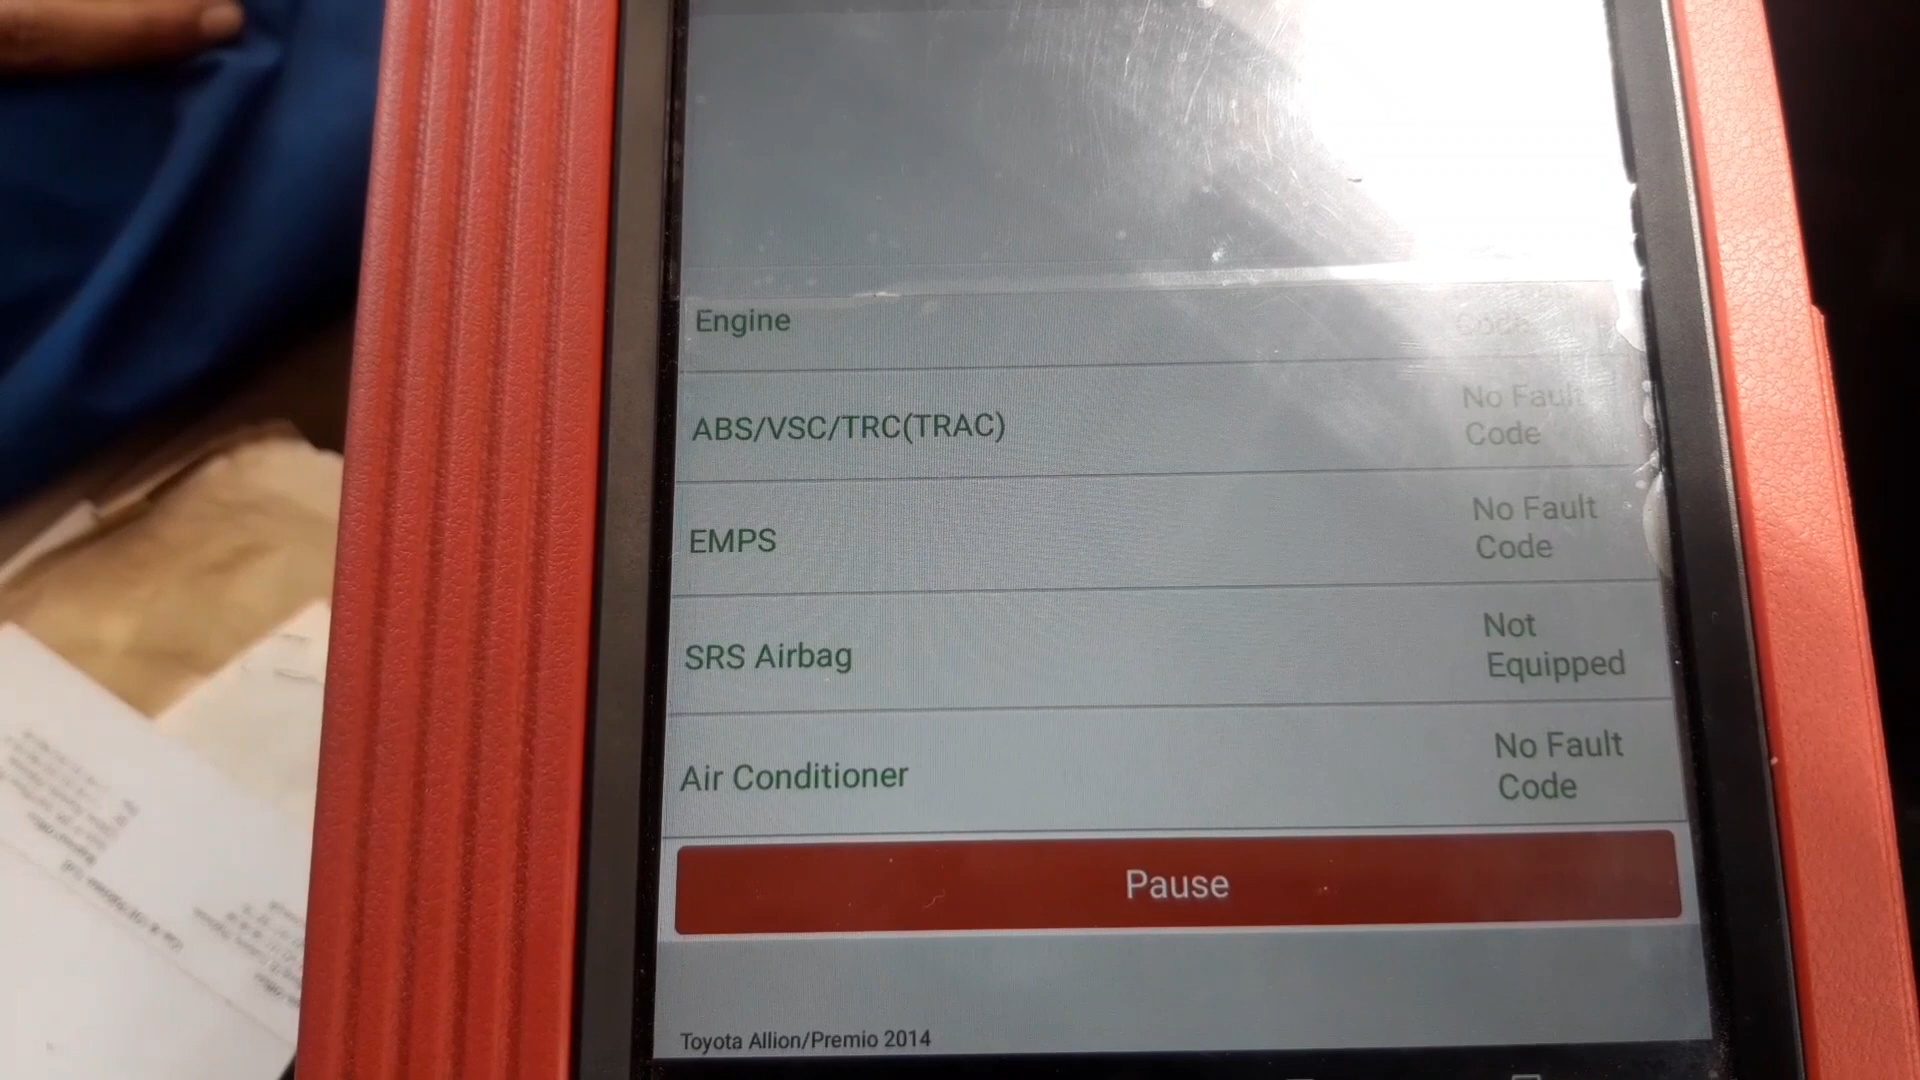 Engine
Code
ABS/VSC/TRC(TRAC)
No Fault
Code
EMPS
No Fault
Code
SRS Airbag
Not
Equipped
Air Conditioner
No Fault
Code
Pause
Toyota Allion/Premio 2014